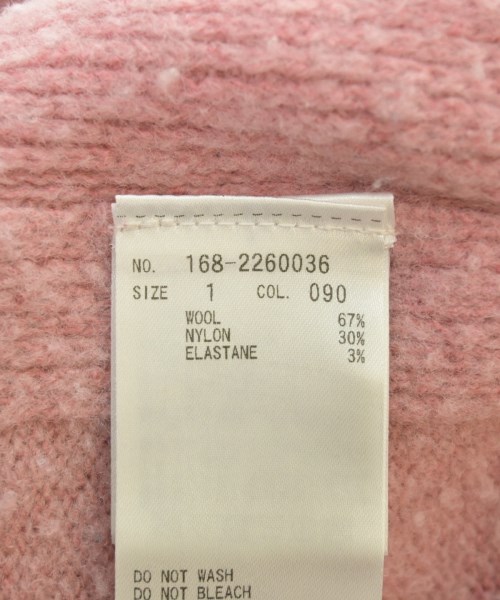 NO. 168-2260036
SIZE 1 COL. 090
WOOL 67%
NYLON 30%
ELASTANE 3%
DO NOT WASH
DO NOT BLEACH